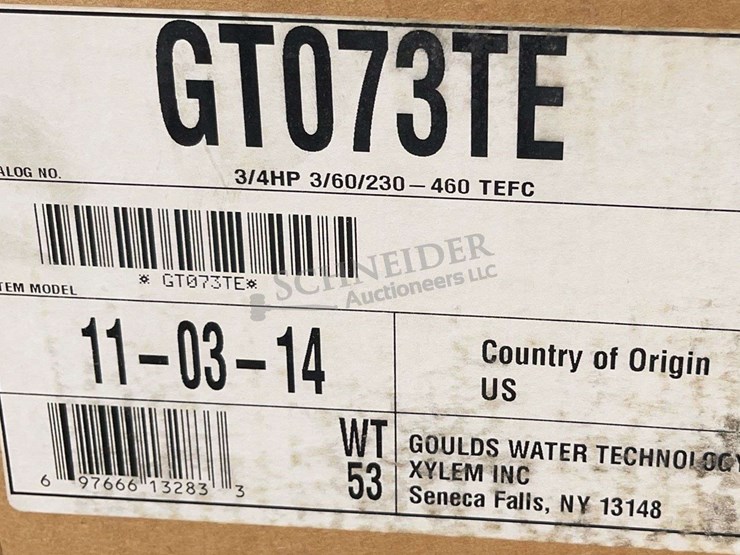 GT073TE
ALOG NO.
3/4HP 3/60/230–460 TEFC
* GT073TE*
SCHNEIDER
Auctioneers LLC
TEM MODEL
11-03-14
Country of Origin
US
6 97666 13283 3
WT
53
GOULDS WATER TECHNOLOGY
XYLEM INC
Seneca Falls, NY 13148